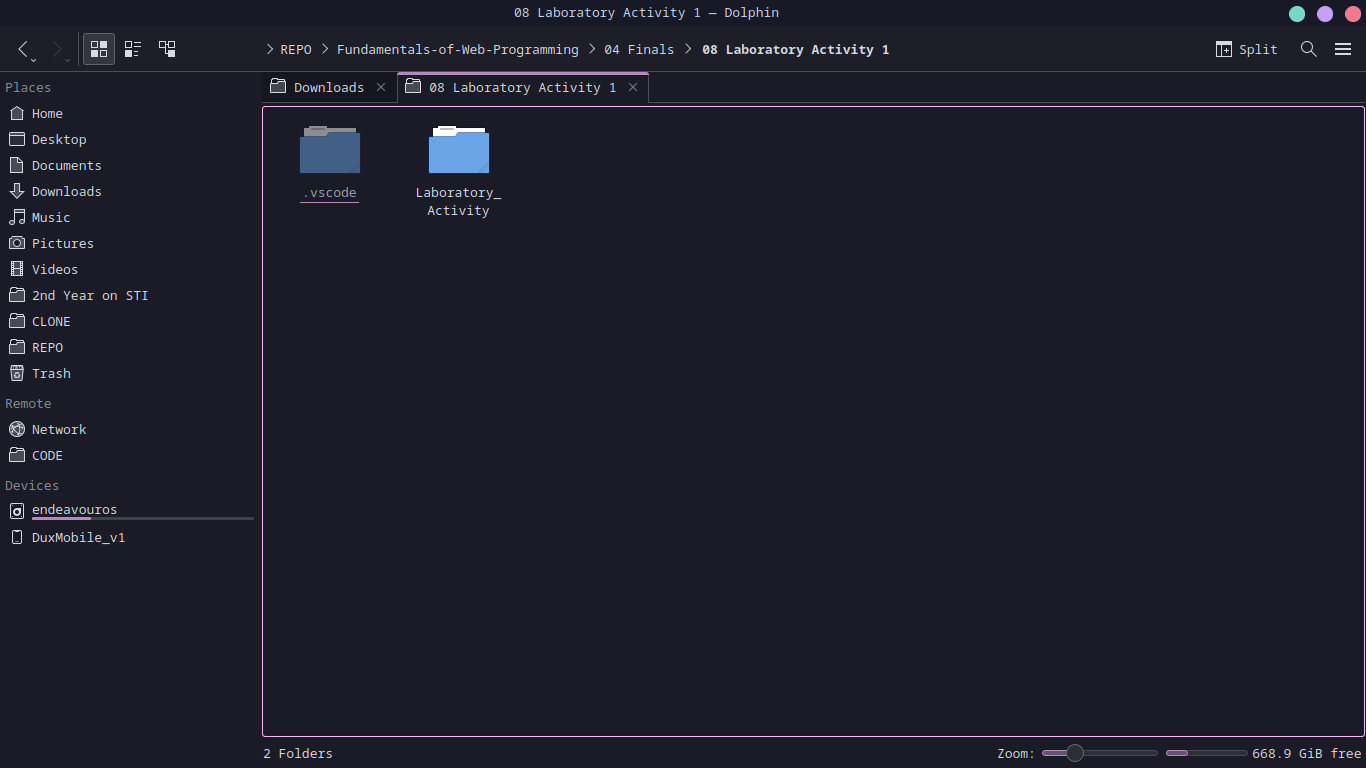 08 Laboratory Activity 1 — Dolphin
REPO Fundamentals-of-Web-Programming 04 Finals 08 Laboratory Activity 1
Split
Places
Home
Desktop
Documents
Downloads
Music
Pictures
Videos
2nd Year on STI
CLONE
REPO
Trash
Remote
Network
CODE
Devices
endeavouros
DuxMobile_v1
Downloads
08 Laboratory Activity 1
.vscode
Laboratory_
Activity
2 Folders
Zoom:
668.9 GiB free